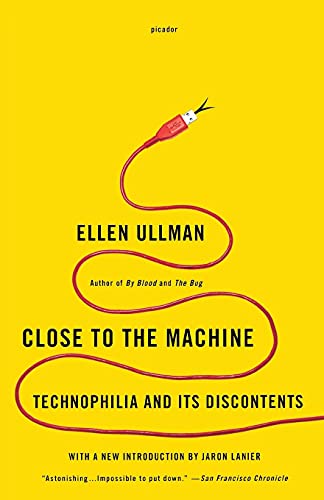 picador
ELLEN ULLMAN
Author of By Blood and The Bug
CLOSE TO THE MACHINE
TECHNOPHILIA AND ITS DISCONTENTS
WITH A NEW INTRODUCTION BY JARON LANIER
"Astonishing...Impossible to put down." —San Francisco Chronicle